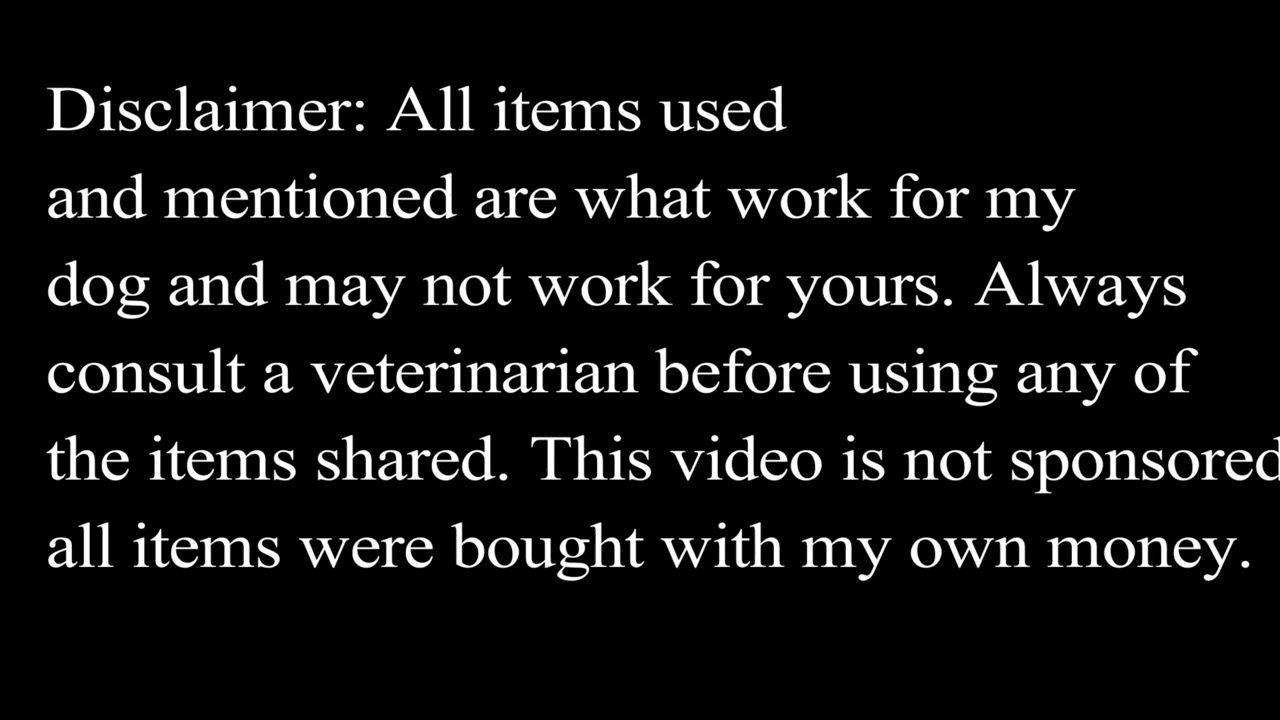 Disclaimer: All items used
and mentioned are what work for my
dog and may not work for yours. Always
consult a veterinarian before using any of
the items shared. This video is not sponsored
all items were bought with my own money.